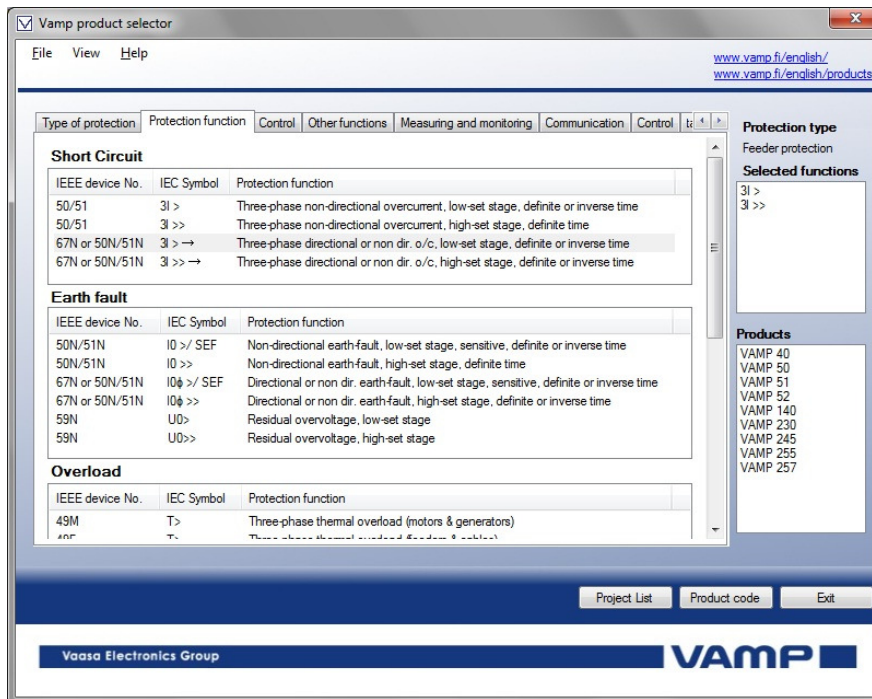 Vamp product selector
File View Help
www.vamp.fi/english/
www.vamp.fi/english/products
Type of protection Protection function Control Other functions Measuring and monitoring Communication Control
Short Circuit
IEEE device No. IEC Symbol Protection function
50/51 3I > Three-phase non-directional overcurrent, low-set stage, definite or inverse time
50/51 3I >> Three-phase non-directional overcurrent, high-set stage, definite time
67N or 50N/51N 3I > → Three-phase directional or non dir. o/c, low-set stage, definite or inverse time
67N or 50N/51N 3I >> → Three-phase directional or non dir. o/c, high-set stage, definite or inverse time
Earth fault
IEEE device No. IEC Symbol Protection function
50N/51N I0 >/ SEF Non-directional earth-fault, low-set stage, sensitive, definite or inverse time
50N/51N I0 >> Non-directional earth-fault, high-set stage, definite time
67N or 50N/51N I0ϕ >/ SEF Directional or non dir. earth-fault, low-set stage, sensitive, definite or inverse time
67N or 50N/51N I0ϕ >> Directional or non dir. earth-fault, high-set stage, definite or inverse time
59N U0> Residual overvoltage, low-set stage
59N U0>> Residual overvoltage, high-set stage
Overload
IEEE device No. IEC Symbol Protection function
49M T> Three-phase thermal overload (motors & generators)
Protection type
Feeder protection
Selected functions
3I >
3I >>
Products
VAMP 40
VAMP 50
VAMP 51
VAMP 52
VAMP 140
VAMP 230
VAMP 245
VAMP 255
VAMP 257
Project List Product code Exit
Vaasa Electronics Group
VAMP